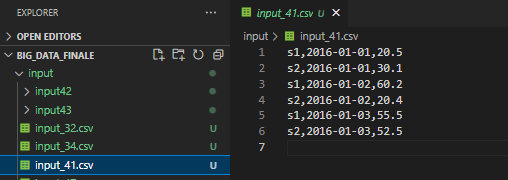 EXPLORER
...
OPEN EDITORS
BIG_DATA_FINALE
input
input42
input43
input_32.csv U
input_34.csv U
input_41.csv U
input_41.csv U
input > input_41.csv
1 s1,2016-01-01,20.5
2 s2,2016-01-01,30.1
3 s1,2016-01-02,60.2
4 s2,2016-01-02,20.4
5 s1,2016-01-03,55.5
6 s2,2016-01-03,52.5
7